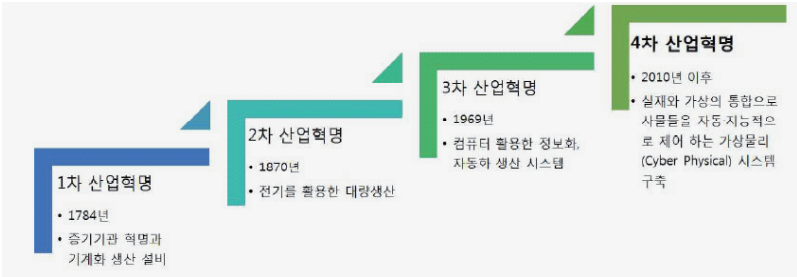 1차 산업혁명
• 1784년
• 증기기관 혁명과
기계화 생산 설비
2차 산업혁명
• 1870년
• 전기를 활용한 대량생산
3차 산업혁명
• 1969년
• 컴퓨터 활용한 정보화,
자동화 생산 시스템
4차 산업혁명
• 2010년 이후
• 실재와 가상의 통합으로
사물들을 자동·지능적으
로 제어 하는 가상물리
(Cyber Physical) 시스템
구축